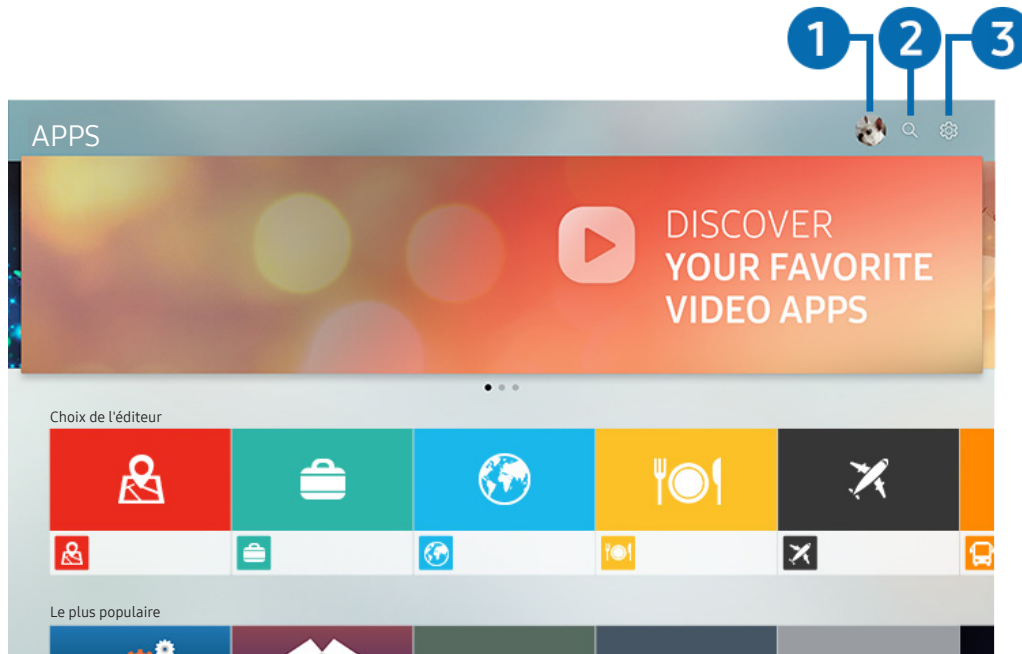 1 2 3
APPS
DISCOVER
YOUR FAVORITE
VIDEO APPS
Choix de l'éditeur
Le plus populaire